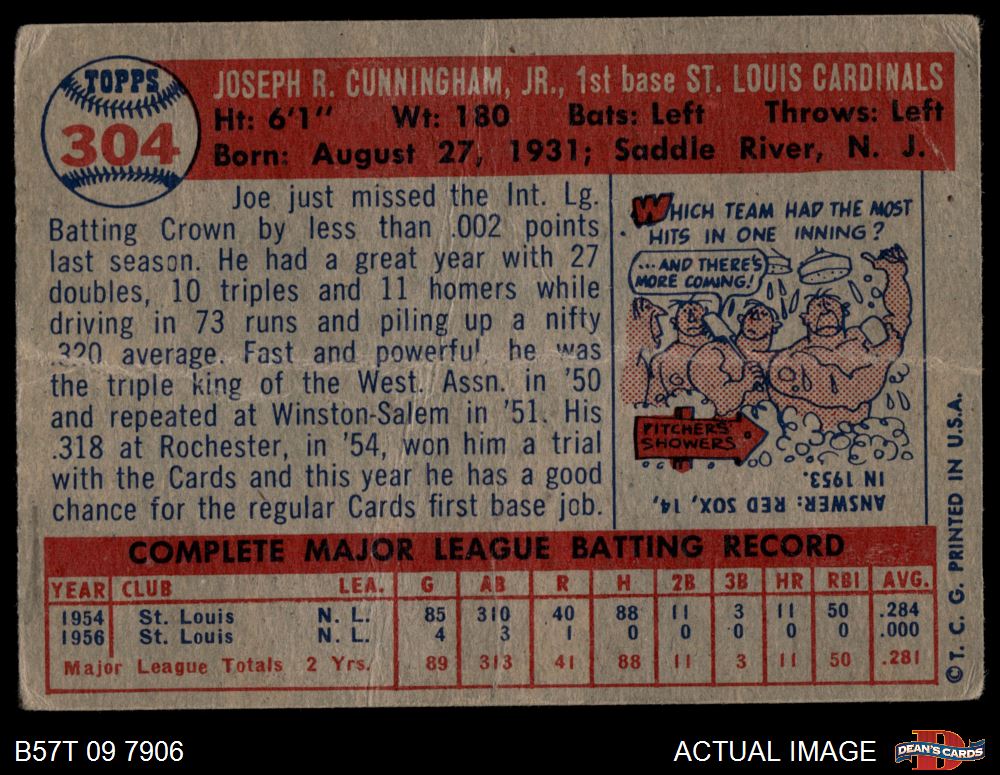 TOPPS
304
JOSEPH R. CUNNINGHAM, JR., 1st base ST. LOUIS CARDINALS
Ht: 6'1" Wt: 180 Bats: Left Throws: Left
Born: August 27, 1931; Saddle River, N. J.
Joe just missed the Int. Lg.
Batting Crown by less than .002 points
last season. He had a great year with 27
doubles, 10 triples and 11 homers while
driving in 73 runs and piling up a nifty
.320 average. Fast and powerful, he was
the triple king of the West. Assn. in '50
and repeated at Winston-Salem in '51. His
.318 at Rochester, in '54, won him a trial
with the Cards and this year he has a good
chance for the regular Cards first base job.
WHICH TEAM HAD THE MOST
HITS IN ONE INNING?
...AND THERE'S
MORE COMING!
PITCHERS'
SHOWERS
ANSWER: RED SOX, 14,
IN 1953.
© T. C. G. PRINTED IN U.S.A.
COMPLETE MAJOR LEAGUE BATTING RECORD
YEAR CLUB LEA. G AB R H 2B 3B HR RBI AVG.
1954 St. Louis N. L. 85 310 40 88 11 3 11 50 .284
1956 St. Louis N. L. 4 3 1 0 0 0 0 0 .000
Major League Totals 2 Yrs. 89 313 41 88 11 3 11 50 .281
B57T 09 7906
ACTUAL IMAGE
DEAN'S CARDS